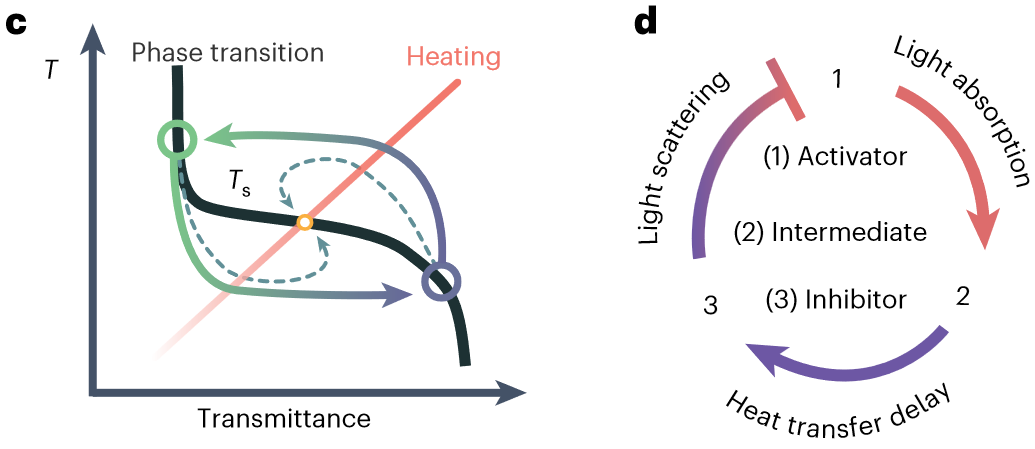 c
T
Phase transition
Heating
Ts
Transmittance
d
Light scattering
1
Light absorption
(1) Activator
(2) Intermediate
3
(3) Inhibitor
2
Heat transfer delay